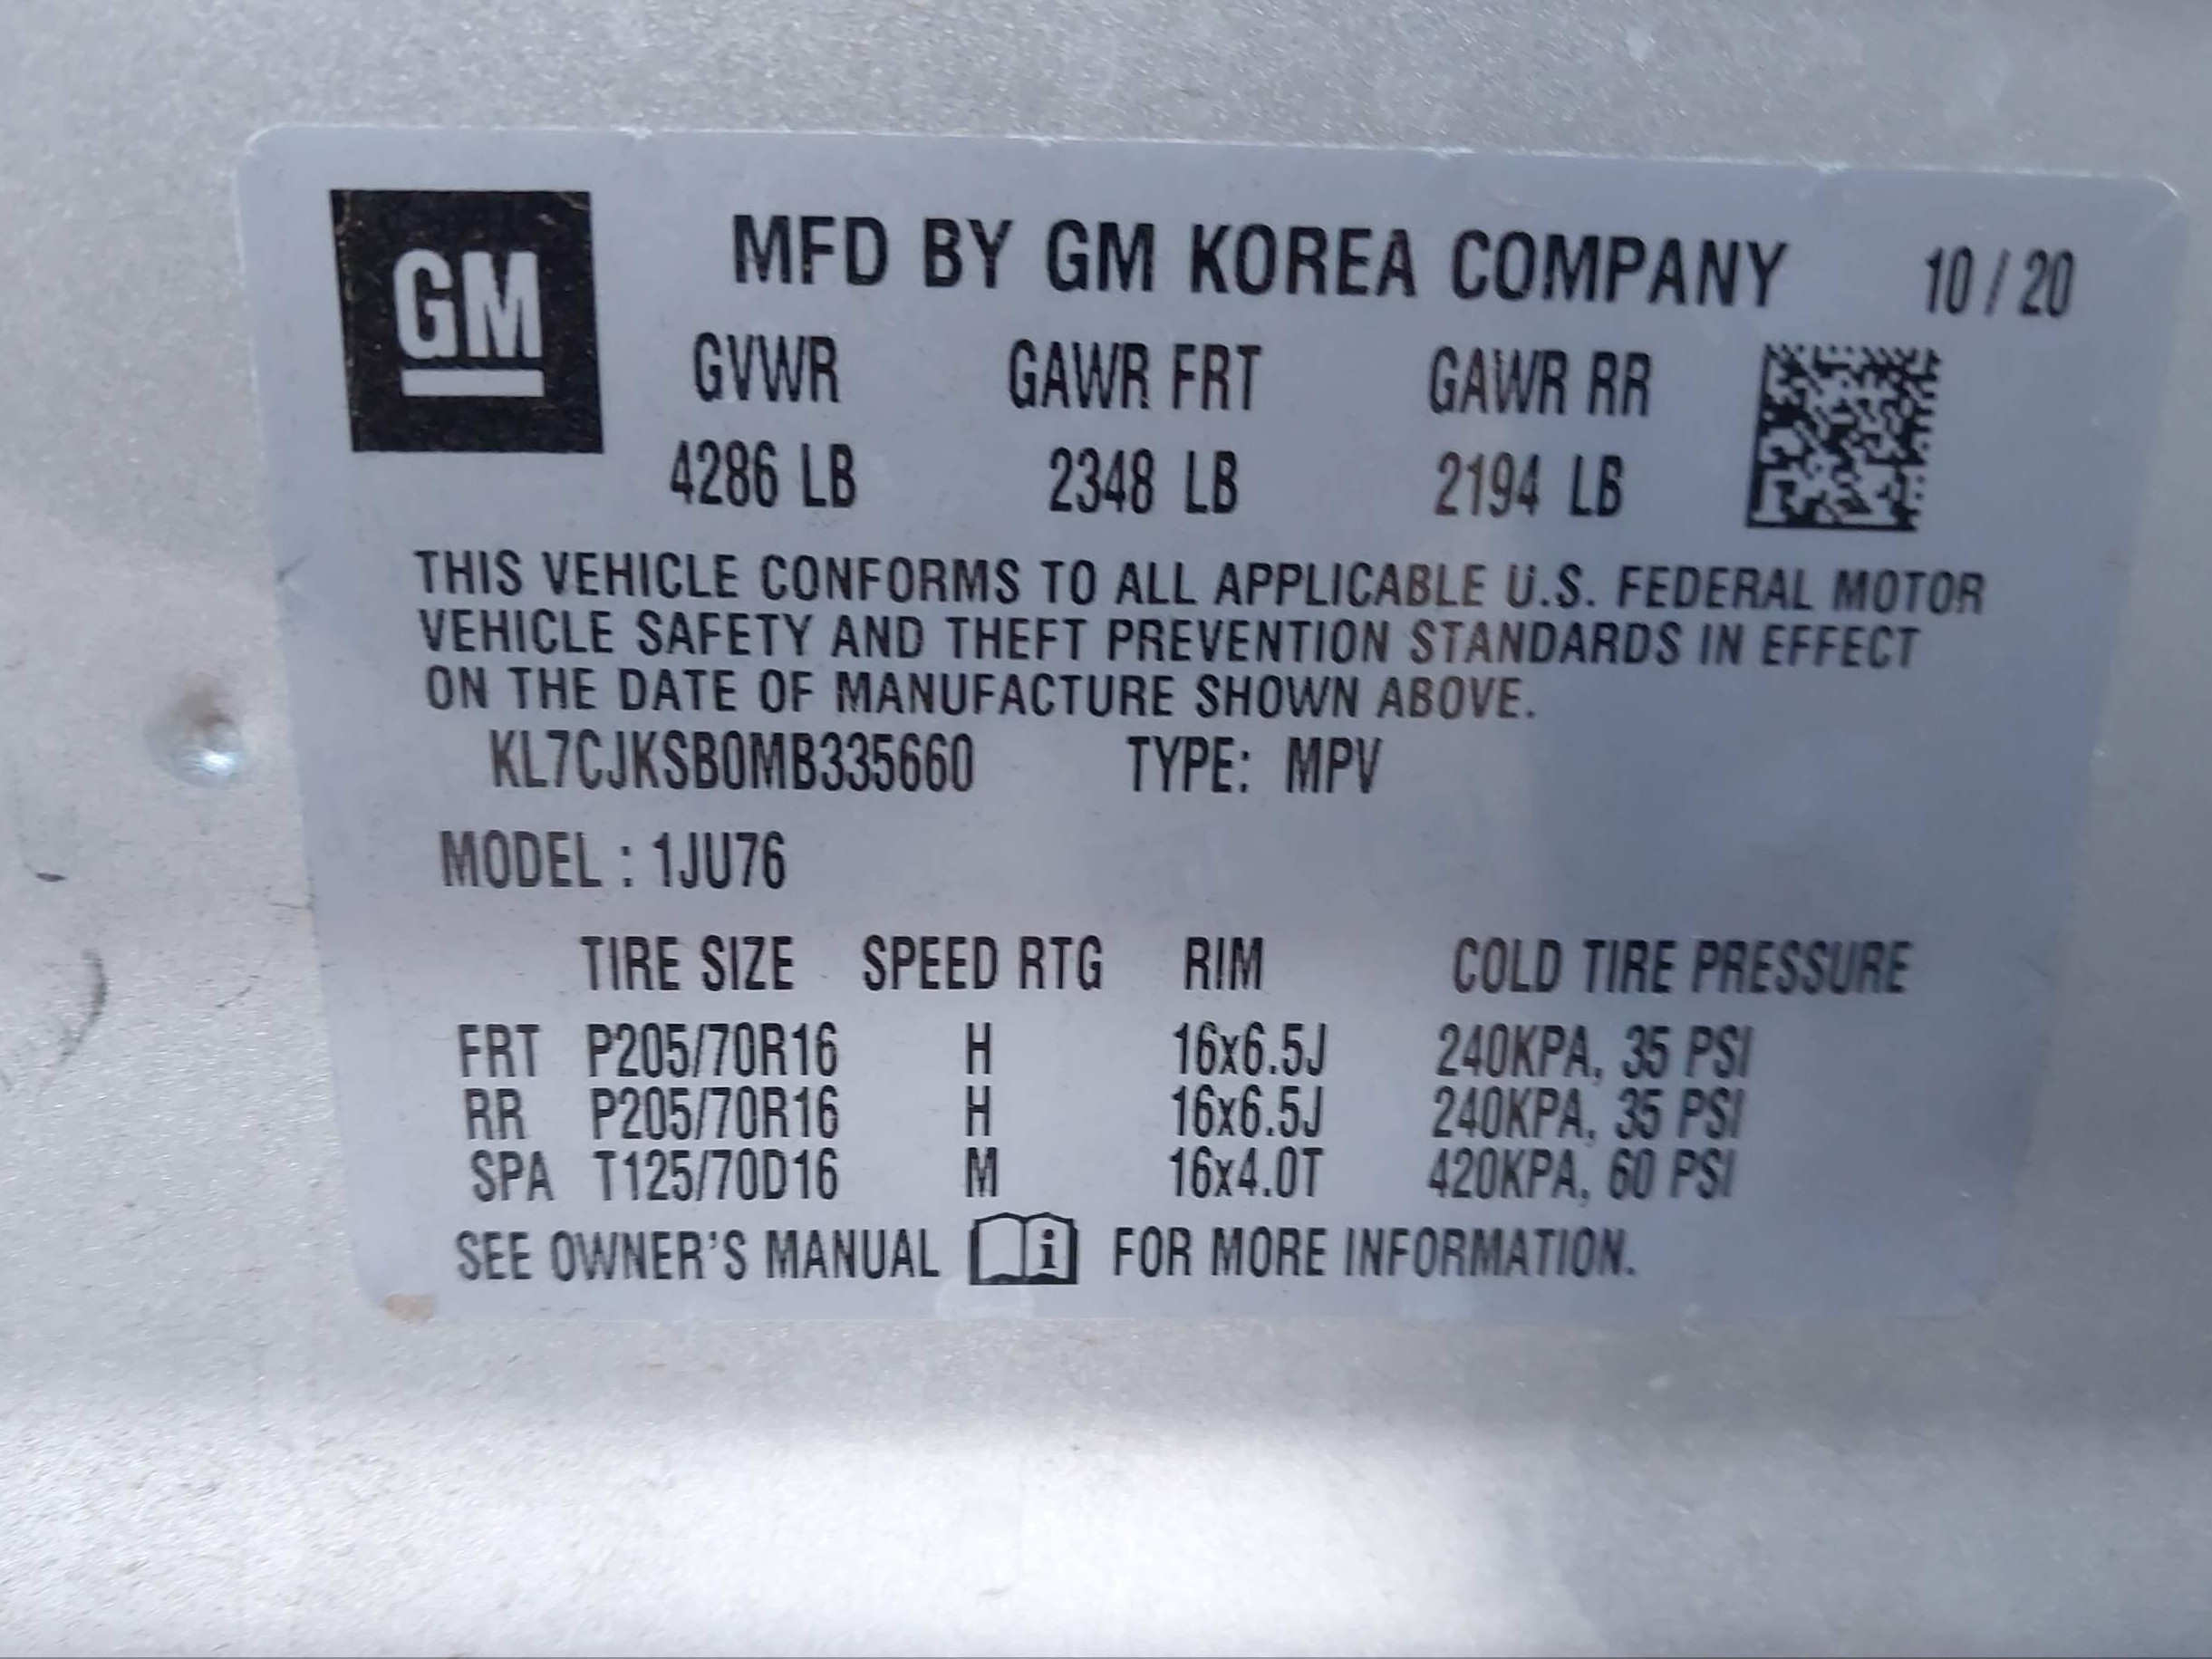 GM
MFD BY GM KOREA COMPANY 10 / 20
GVWR GAWR FRT GAWR RR
4286 LB 2348 LB 2194 LB
THIS VEHICLE CONFORMS TO ALL APPLICABLE U.S. FEDERAL MOTOR
VEHICLE SAFETY AND THEFT PREVENTION STANDARDS IN EFFECT
ON THE DATE OF MANUFACTURE SHOWN ABOVE.
KL7CJKSB0MB335660 TYPE: MPV
MODEL : 1JU76
TIRE SIZE SPEED RTG RIM COLD TIRE PRESSURE
FRT P205/70R16 H 16x6.5J 240KPA, 35 PSI
RR P205/70R16 H 16x6.5J 240KPA, 35 PSI
SPA T125/70D16 M 16x4.0T 420KPA, 60 PSI
SEE OWNER'S MANUAL i FOR MORE INFORMATION.